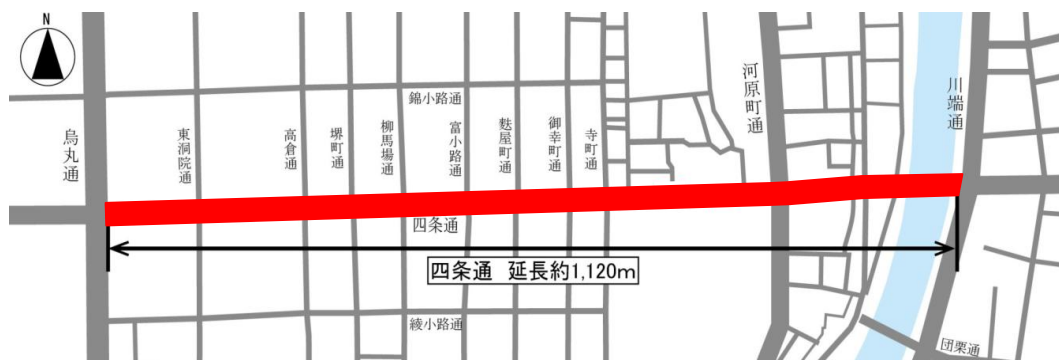 N
烏丸通
東洞院通
高倉通
堺町通
柳馬場通
錦小路通
富小路通
麩屋町通
御幸町通
寺町通
河原町通
川端通
四条通
四条通 延長約1,120m
綾小路通
団栗通